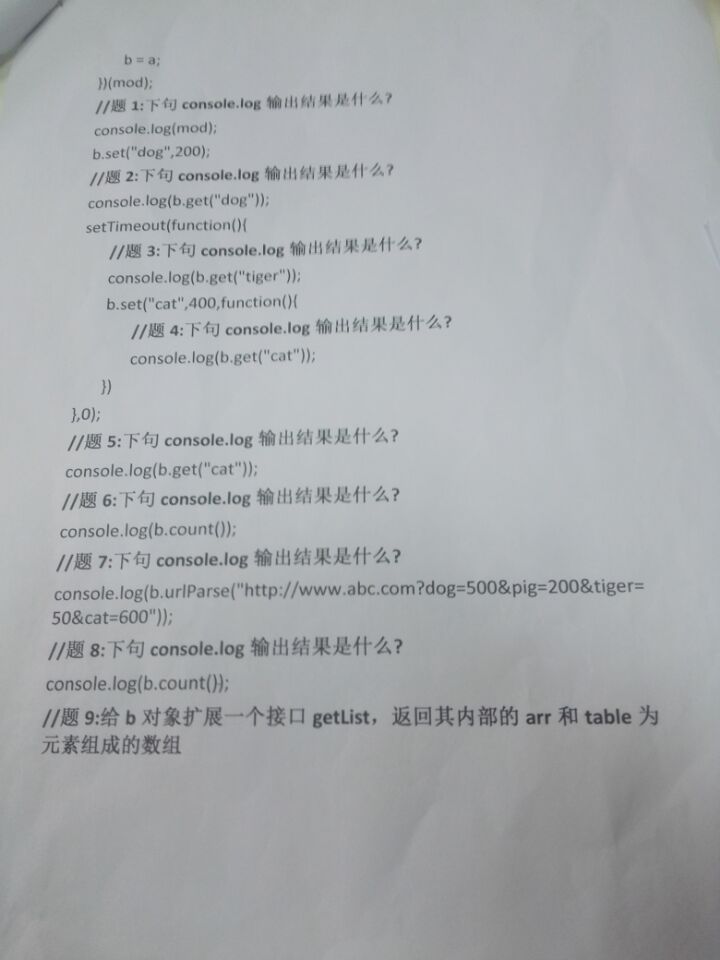 b = a;
})(mod);
//题 1:下句 console.log 输出结果是什么?
console.log(mod);
b.set("dog",200);
//题 2:下句 console.log 输出结果是什么?
console.log(b.get("dog"));
setTimeout(function(){
//题 3:下句 console.log 输出结果是什么?
console.log(b.get("tiger"));
b.set("cat",400,function(){
//题 4:下句 console.log 输出结果是什么?
console.log(b.get("cat"));
})
},0);
//题 5:下句 console.log 输出结果是什么?
console.log(b.get("cat"));
//题 6:下句 console.log 输出结果是什么?
console.log(b.count());
//题 7:下句 console.log 输出结果是什么?
console.log(b.urlParse("http://www.abc.com?dog=500&pig=200&tiger=
50&cat=600"));
//题 8:下句 console.log 输出结果是什么?
console.log(b.count());
//题 9:给 b 对象扩展一个接口 getList，返回其内部的 arr 和 table 为
元素组成的数组